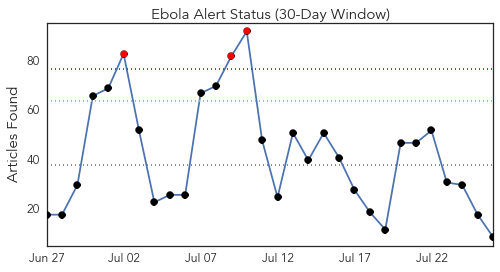 Ebola Alert Status (30-Day Window)
Articles Found
80
60
40
20
Jun 27 Jul 02 Jul 07 Jul 12 Jul 17 Jul 22